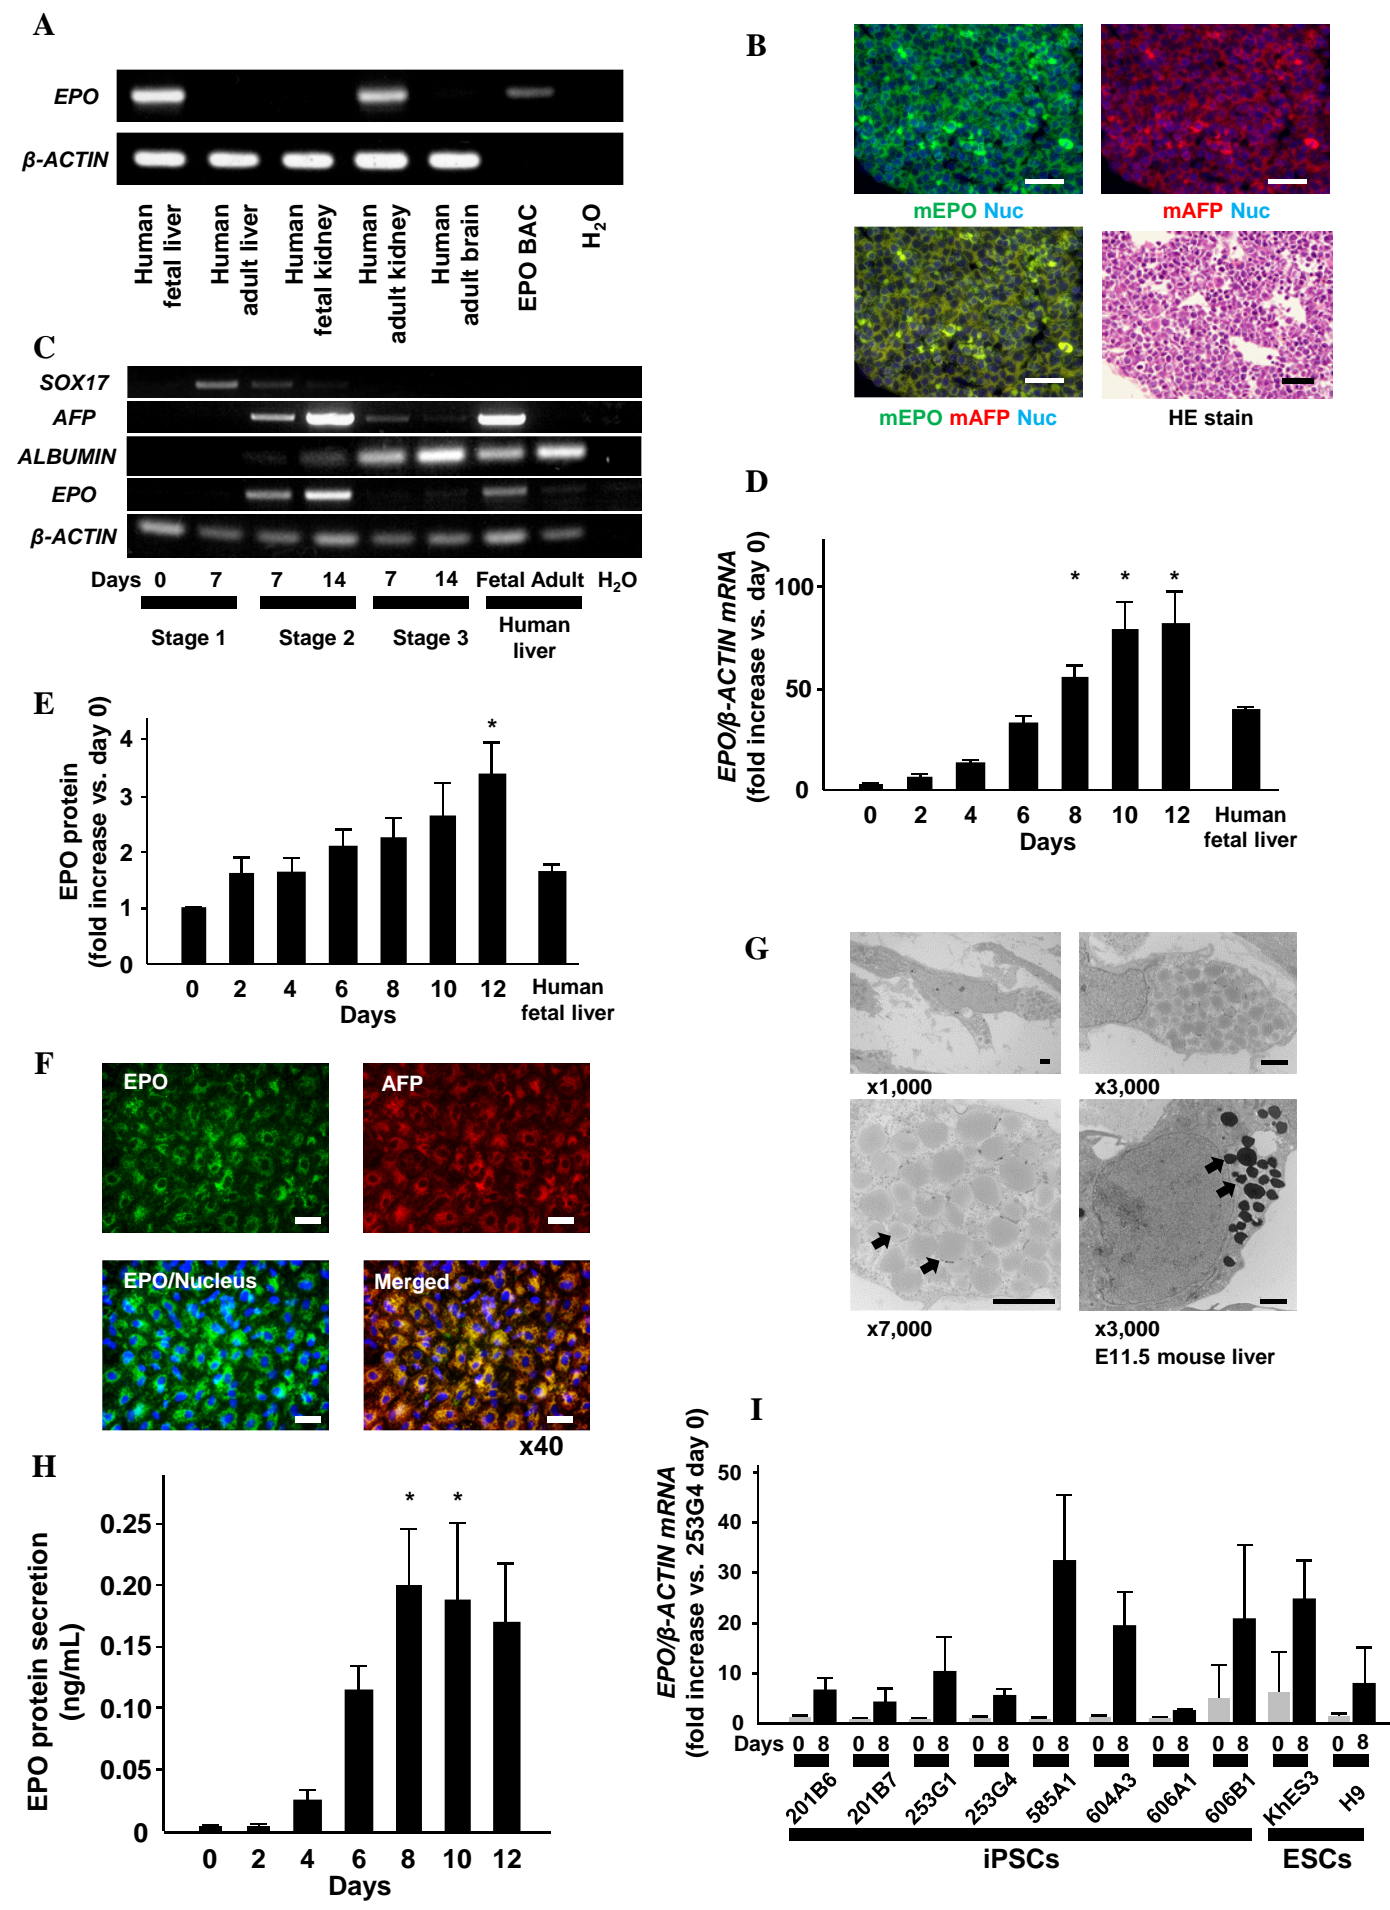 A
EPO
β-ACTIN
Human
fetal liver
Human
adult liver
Human
fetal kidney
Human
adult kidney
Human
adult brain
EPO BAC
H2O
B
mEPO Nuc
mAFP Nuc
mEPO mAFP Nuc
HE stain
C
SOX17
AFP
ALBUMIN
EPO
β-ACTIN
Days 0 7 7 14 7 14 Fetal Adult H2O
Stage 1 Stage 2 Stage 3 Human
liver
D
EPO/β-ACTIN mRNA
(fold increase vs. day 0)
100
50
0
* * *
0 2 4 6 8 10 12 Human
fetal liver
Days
E
EPO protein
(fold increase vs. day 0)
4
3
2
1
0
*
0 2 4 6 8 10 12 Human
fetal liver
Days
F
EPO
AFP
EPO/Nucleus
Merged
x40
G
x1,000
x3,000
x7,000
x3,000
E11.5 mouse liver
H
EPO protein secretion
(ng/mL)
0.25
0.20
0.15
0.10
0.05
0
* *
0 2 4 6 8 10 12
Days
I
EPO/β-ACTIN mRNA
(fold increase vs. 253G4 day 0)
50
40
30
20
10
0
Days 0 8 0 8 0 8 0 8 0 8 0 8 0 8 0 8 0 8 0 8
201B6 201B7 253G1 253G4 585A1 604A3 606A1 606B1 KhES3 H9
iPSCs ESCs